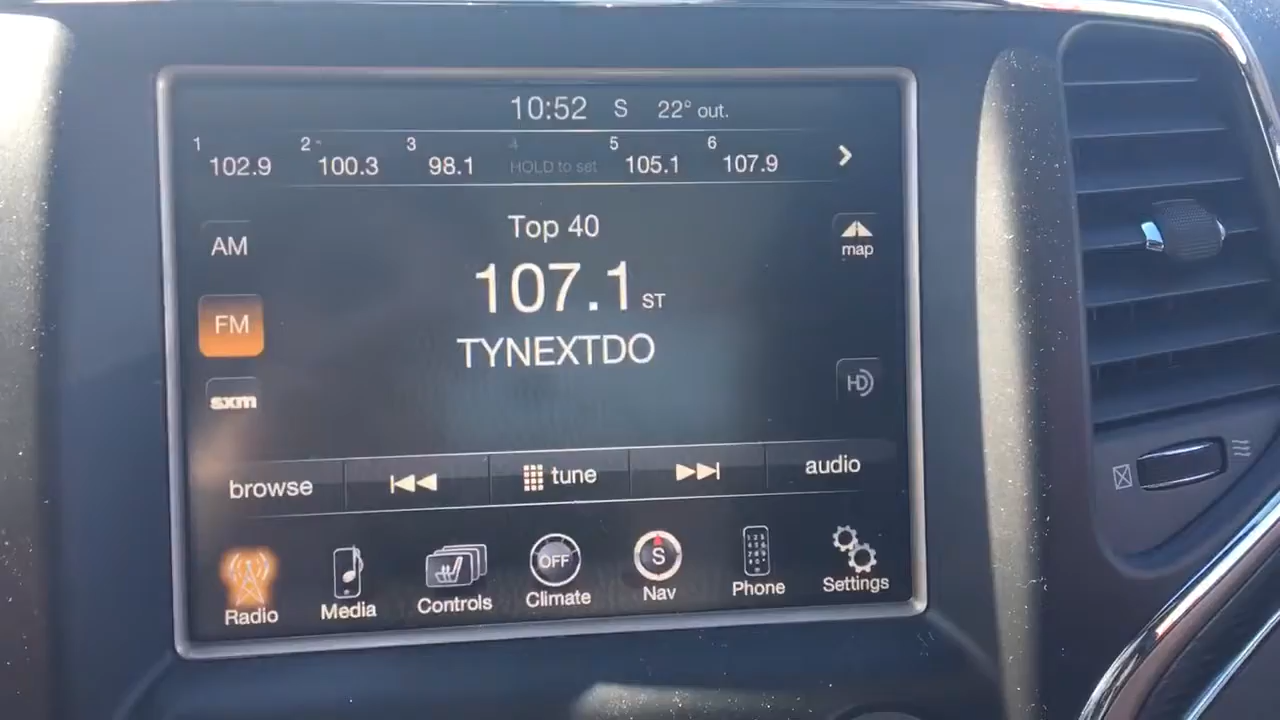 10:52 S 22° out.
1 102.9 2 100.3 3 98.1 4 HOLD to set 5 105.1 6 107.9
Top 40
AM
map
107.1 ST
FM
TYNEXTDO
HD
sxm
browse tune audio
OFF S
Radio Media Controls Climate Nav Phone Settings